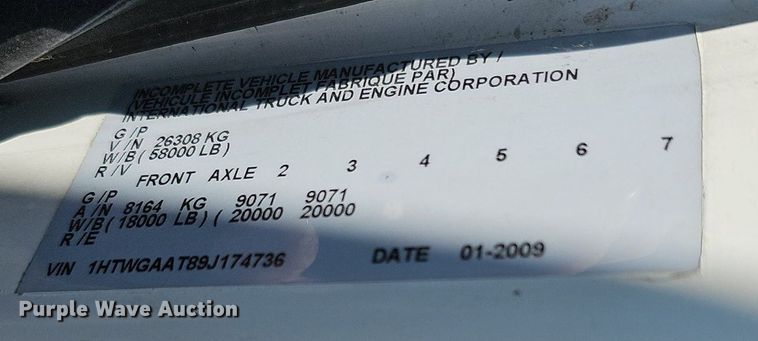 INCOMPLETE VEHICLE MANUFACTURED BY /
(VEHICULE INCOMPLET FABRIQUE PAR)
INTERNATIONAL TRUCK AND ENGINE CORPORATION
G /P
V /N 26308 KG
W/B( 58000 LB)
R /V
FRONT AXLE 2 3 4 5 6 7
G /P
A /N 8164 KG 9071 9071
W/B( 18000 LB) ( 20000 20000
R /E
VIN 1HTWGAAT89J174736 DATE 01-2009
Purple Wave Auction